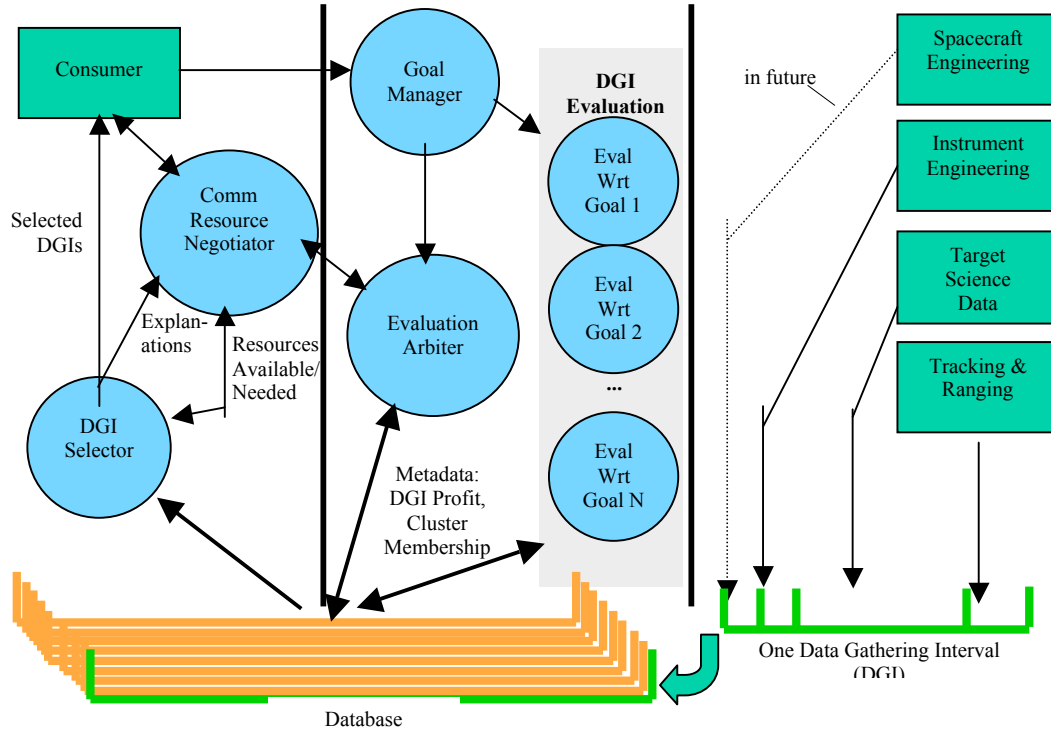 Consumer
Goal
Manager
DGI
Evaluation
Eval
Wrt
Goal 1
Eval
Wrt
Goal 2
...
Eval
Wrt
Goal N
Comm
Resource
Negotiator
Selected
DGIs
Explan-
ations
Resources
Available/
Needed
Evaluation
Arbiter
DGI
Selector
Metadata:
DGI Profit,
Cluster
Membership
in future
Spacecraft
Engineering
Instrument
Engineering
Target
Science
Data
Tracking &
Ranging
One Data Gathering Interval
(DGI)
Database